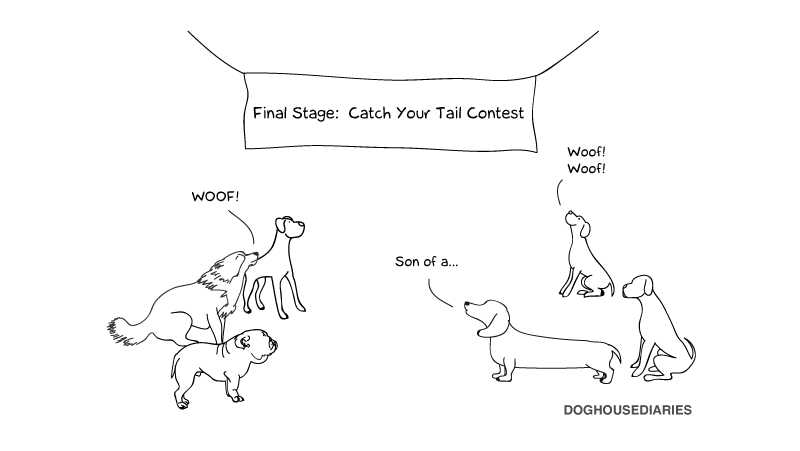 Final Stage:  Catch Your Tail Contest
Woof!
Woof!
WOOF!
Son of a...
DOGHOUSEDIARIES